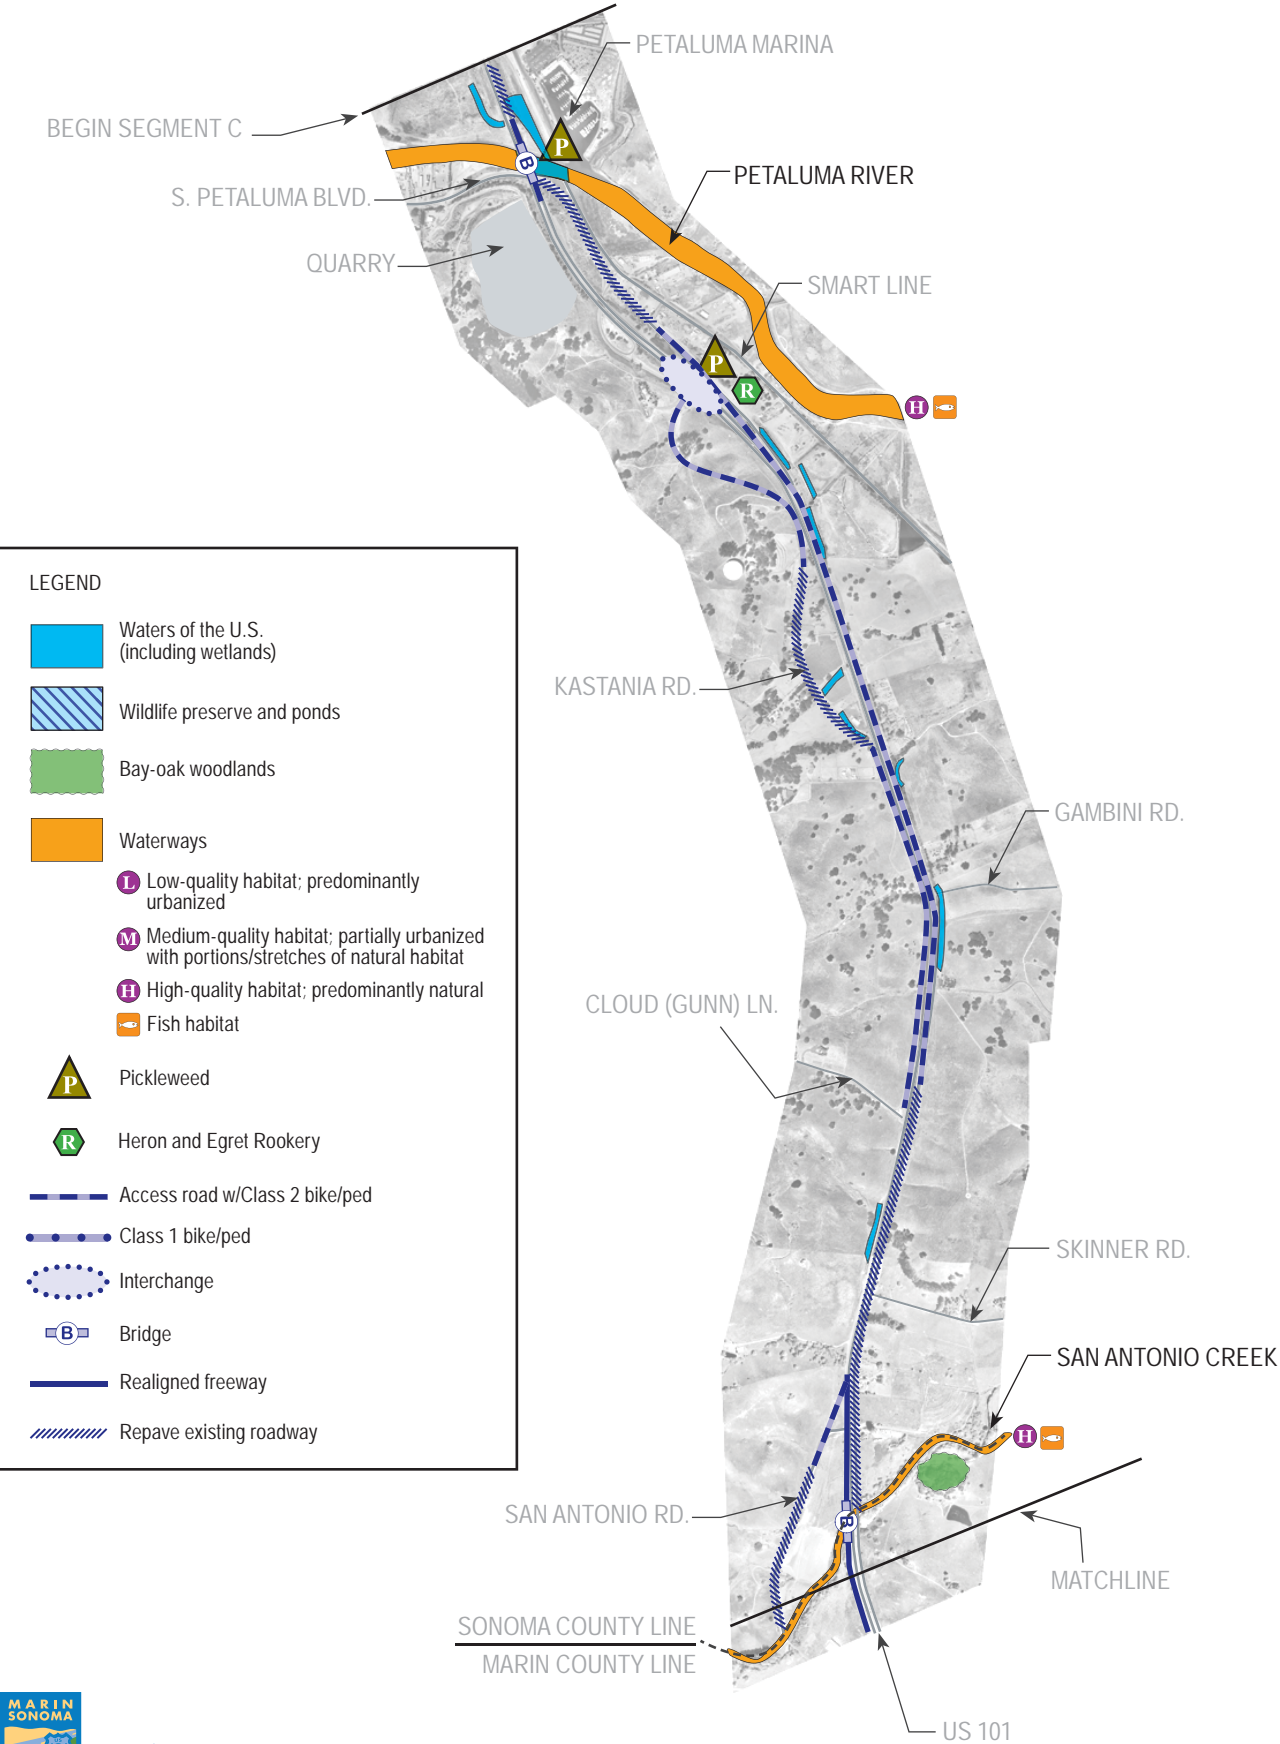 PETALUMA MARINA
BEGIN SEGMENT C
P
B
PETALUMA RIVER
S. PETALUMA BLVD.
QUARRY
SMART LINE
P
R
H
LEGEND
Waters of the U.S.
(including wetlands)
Wildlife preserve and ponds
Bay-oak woodlands
Waterways
L Low-quality habitat; predominantly
urbanized
M Medium-quality habitat; partially urbanized
with portions/stretches of natural habitat
H High-quality habitat; predominantly natural
Fish habitat
P Pickleweed
R Heron and Egret Rookery
Access road w/Class 2 bike/ped
Class 1 bike/ped
Interchange
B Bridge
Realigned freeway
Repave existing roadway
KASTANIA RD.
GAMBINI RD.
CLOUD (GUNN) LN.
SKINNER RD.
SAN ANTONIO CREEK
H
SAN ANTONIO RD.
B
MATCHLINE
SONOMA COUNTY LINE
MARIN COUNTY LINE
US 101
MARIN
SONOMA